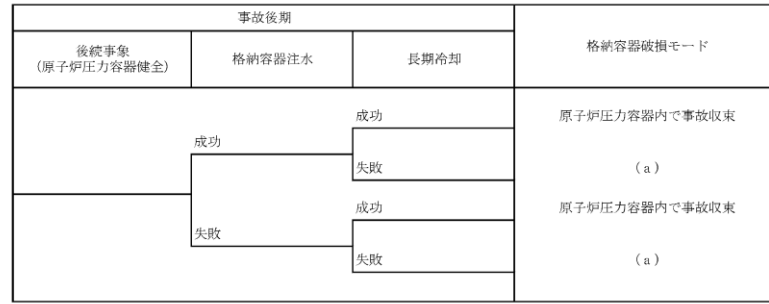 事故後期
後続事象
(原子炉圧力容器健全)
格納容器注水
長期冷却
格納容器破損モード
成功
原子炉圧力容器内で事故収束
成功
失敗
(a)
成功
原子炉圧力容器内で事故収束
失敗
失敗
(a)